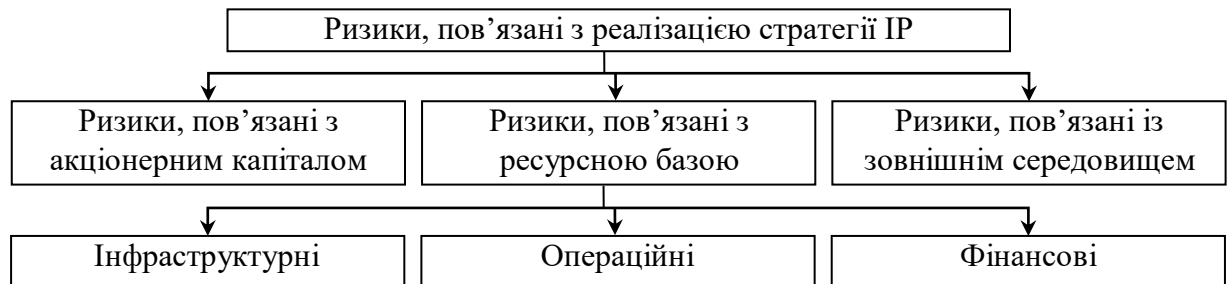 Ризики, пов’язані з реалізацією стратегії ІР
Ризики, пов’язані з
акціонерним капіталом
Ризики, пов’язані з
ресурсною базою
Ризики, пов’язані із
зовнішнім середовищем
Інфраструктурні
Операційні
Фінансові